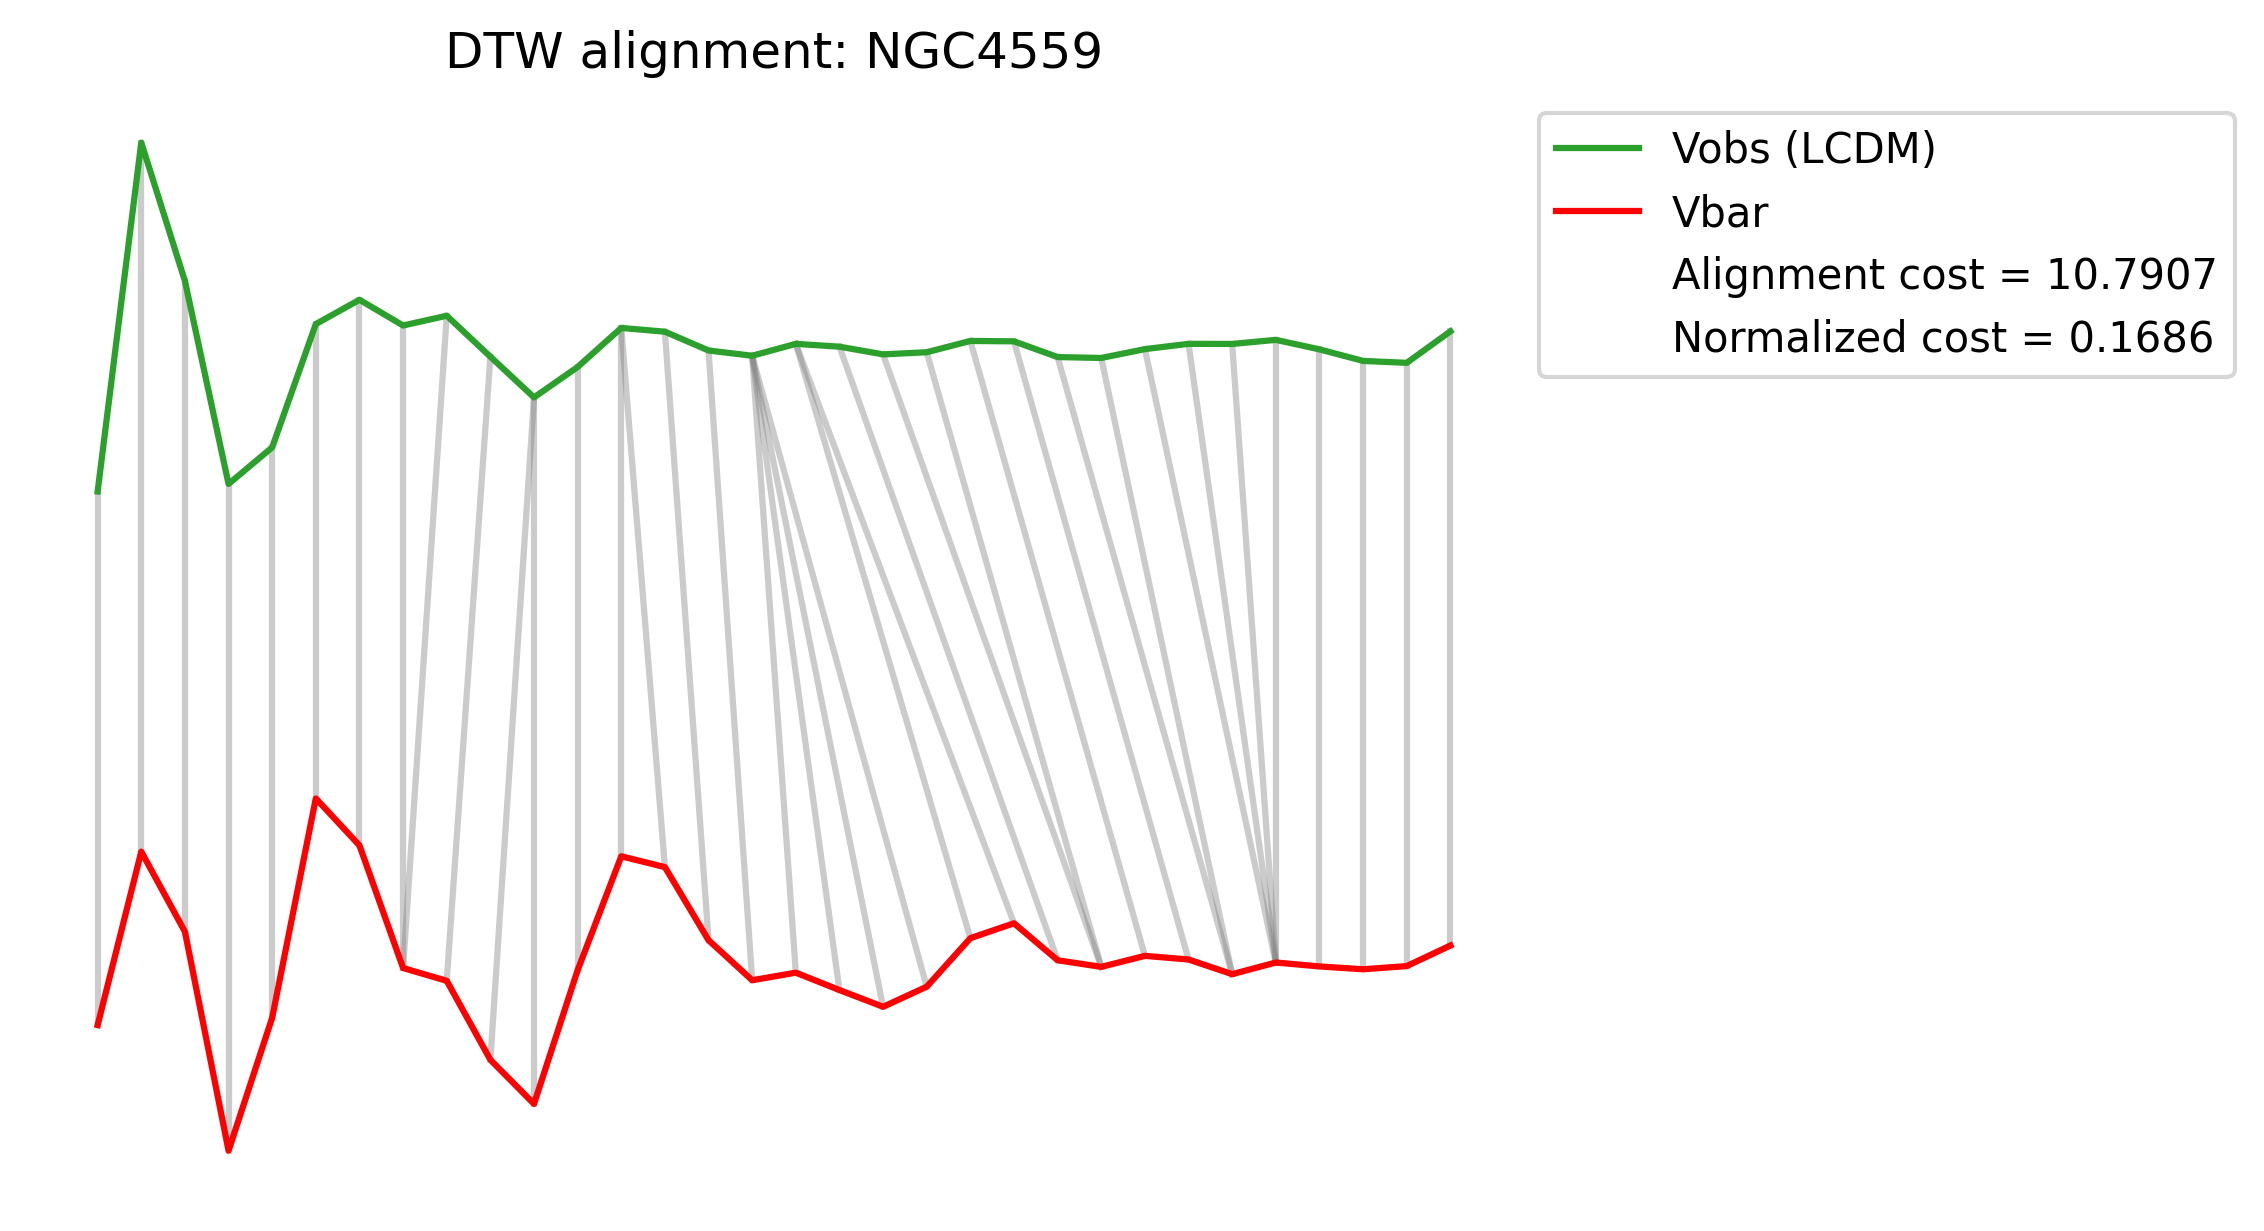 DTW alignment: NGC4559
Vobs (LCDM)
Vbar
Alignment cost = 10.7907
Normalized cost = 0.1686